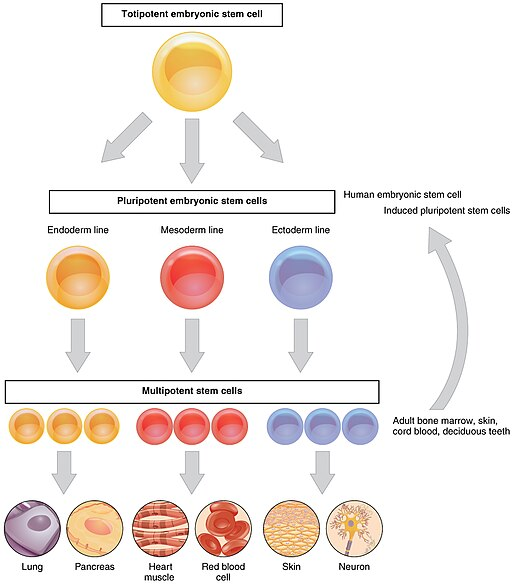 Totipotent embryonic stem cell
Pluripotent embryonic stem cells
Human embryonic stem cell
Induced pluripotent stem cells
Endoderm line
Mesoderm line
Ectoderm line
Multipotent stem cells
Adult bone marrow, skin,
cord blood, deciduous teeth
Lung
Pancreas
Heart
muscle
Red blood
cell
Skin
Neuron